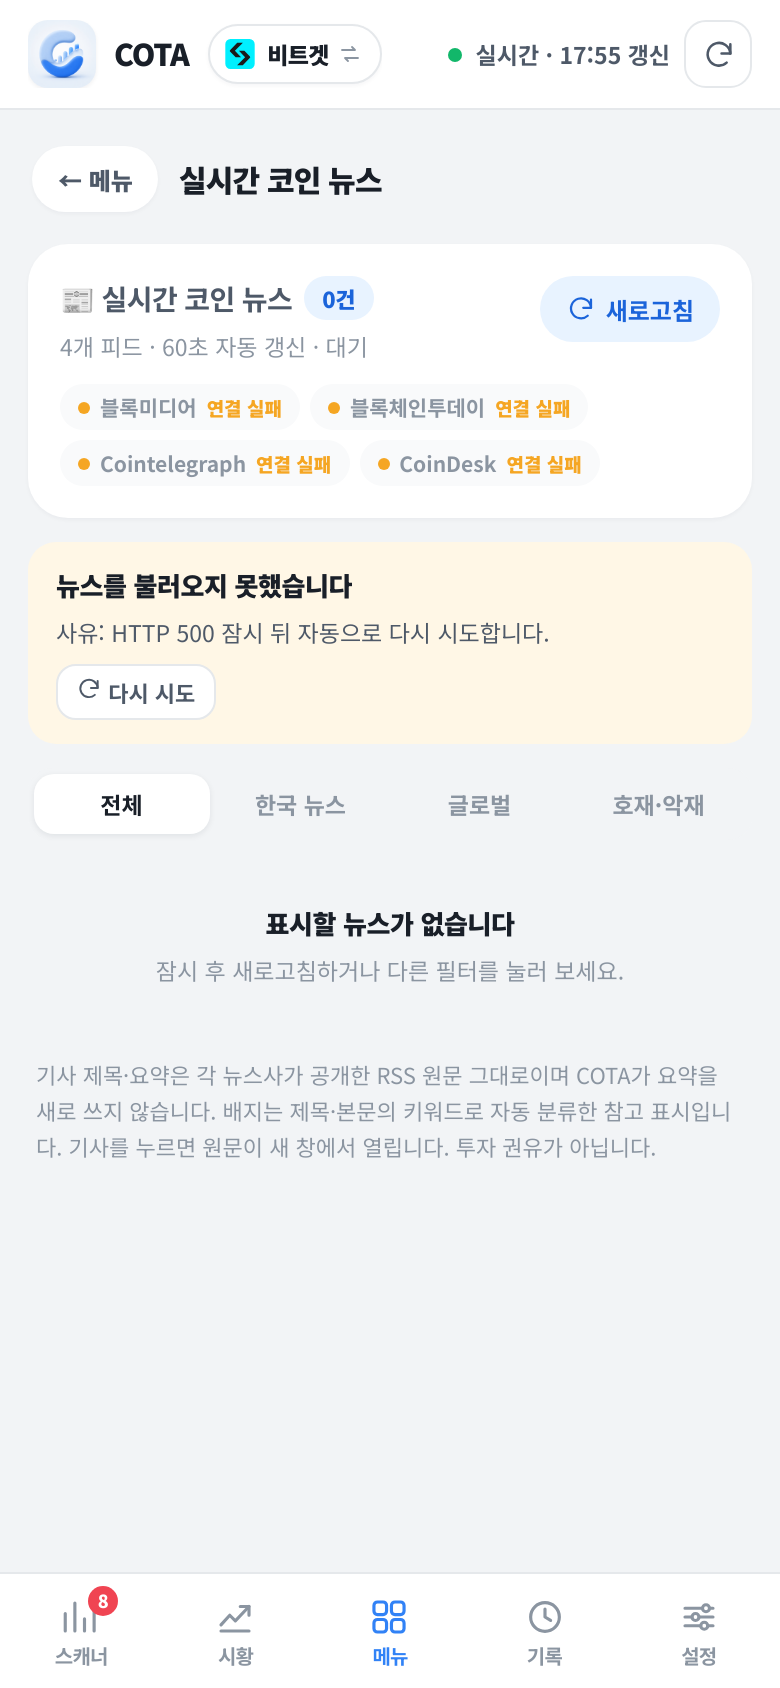 COTA 비트겟 실시간 · 17:55 갱신
← 메뉴 실시간 코인 뉴스
실시간 코인 뉴스 0건 새로고침
4개 피드 · 60초 자동 갱신 · 대기
블록미디어 연결 실패 블록체인투데이 연결 실패
Cointelegraph 연결 실패 CoinDesk 연결 실패
뉴스를 불러오지 못했습니다
사유: HTTP 500 잠시 뒤 자동으로 다시 시도합니다.
다시 시도
전체 한국 뉴스 글로벌 호재·악재
표시할 뉴스가 없습니다
잠시 후 새로고침하거나 다른 필터를 눌러 보세요.
기사 제목·요약은 각 뉴스사가 공개한 RSS 원문 그대로이며 COTA가 요약을
새로 쓰지 않습니다. 배지는 제목·본문의 키워드로 자동 분류한 참고 표시입니
다. 기사를 누르면 원문이 새 창에서 열립니다. 투자 권유가 아닙니다.
8
스캐너 시황 메뉴 기록 설정